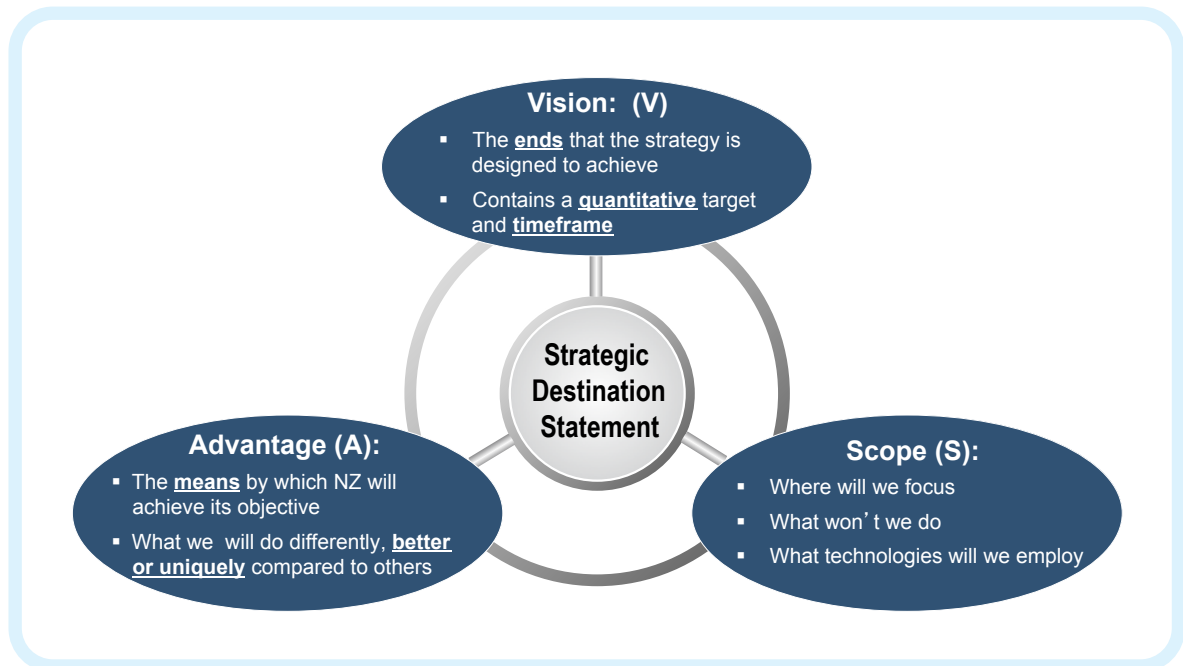 Vision: (V)
▪ The ends that the strategy is
designed to achieve
▪ Contains a quantitative target
and timeframe
Strategic
Destination
Statement
Advantage (A):
▪ The means by which NZ will
achieve its objective
▪ What we will do differently, better
or uniquely compared to others
Scope (S):
▪ Where will we focus
▪ What won't we do
▪ What technologies will we employ